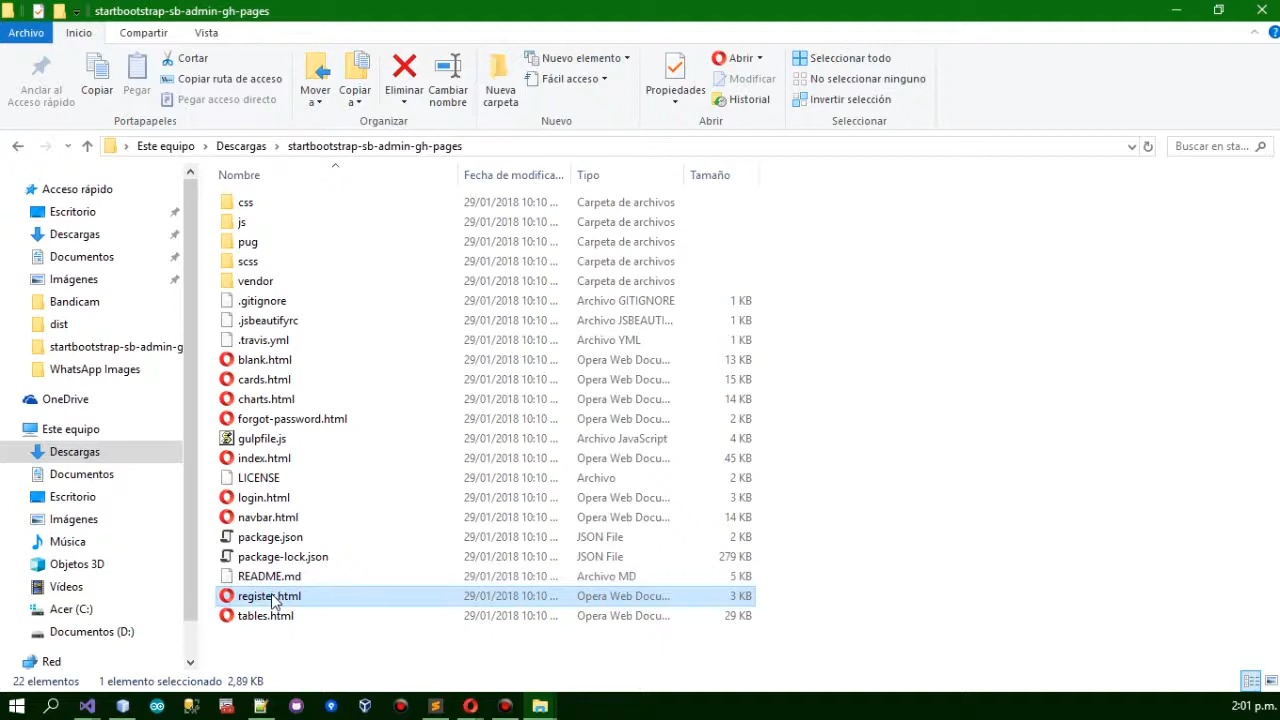 startbootstrap-sb-admin-gh-pages
Archivo Inicio Compartir Vista
Anclar al Acceso rápido
Copiar
Pegar
Cortar
Copiar ruta de acceso
Pegar acceso directo
Portapapeles
Mover a
Copiar a
Eliminar
Cambiar nombre
Organizar
Nueva carpeta
Nuevo elemento
Fácil acceso
Nuevo
Propiedades
Abrir
Modificar
Historial
Abrir
Seleccionar todo
No seleccionar ninguno
Invertir selección
Seleccionar
Este equipo Descargas startbootstrap-sb-admin-gh-pages
Buscar en sta...
Acceso rápido
Escritorio
Descargas
Documentos
Imágenes
Bandicam
dist
startbootstrap-sb-admin-g
WhatsApp Images
OneDrive
Este equipo
Descargas
Documentos
Escritorio
Imágenes
Música
Objetos 3D
Vídeos
Acer (C:)
Documentos (D:)
Red
Nombre Fecha de modifica... Tipo Tamaño
css 29/01/2018 10:10 ... Carpeta de archivos
js 29/01/2018 10:10 ... Carpeta de archivos
pug 29/01/2018 10:10 ... Carpeta de archivos
scss 29/01/2018 10:10 ... Carpeta de archivos
vendor 29/01/2018 10:10 ... Carpeta de archivos
.gitignore 29/01/2018 10:10 ... Archivo GITIGNORE 1 KB
.jsbeautifyrc 29/01/2018 10:10 ... Archivo JSBEAUTI... 1 KB
.travis.yml 29/01/2018 10:10 ... Archivo YML 1 KB
blank.html 29/01/2018 10:10 ... Opera Web Docu... 13 KB
cards.html 29/01/2018 10:10 ... Opera Web Docu... 15 KB
charts.html 29/01/2018 10:10 ... Opera Web Docu... 14 KB
forgot-password.html 29/01/2018 10:10 ... Opera Web Docu... 2 KB
gulpfile.js 29/01/2018 10:10 ... Archivo JavaScript 4 KB
index.html 29/01/2018 10:10 ... Opera Web Docu... 45 KB
LICENSE 29/01/2018 10:10 ... Archivo 2 KB
login.html 29/01/2018 10:10 ... Opera Web Docu... 3 KB
navbar.html 29/01/2018 10:10 ... Opera Web Docu... 14 KB
package.json 29/01/2018 10:10 ... JSON File 2 KB
package-lock.json 29/01/2018 10:10 ... JSON File 279 KB
README.md 29/01/2018 10:10 ... Archivo MD 5 KB
register.html 29/01/2018 10:10 ... Opera Web Docu... 3 KB
tables.html 29/01/2018 10:10 ... Opera Web Docu... 29 KB
22 elementos 1 elemento seleccionado 2,89 KB
2:01 p.m.